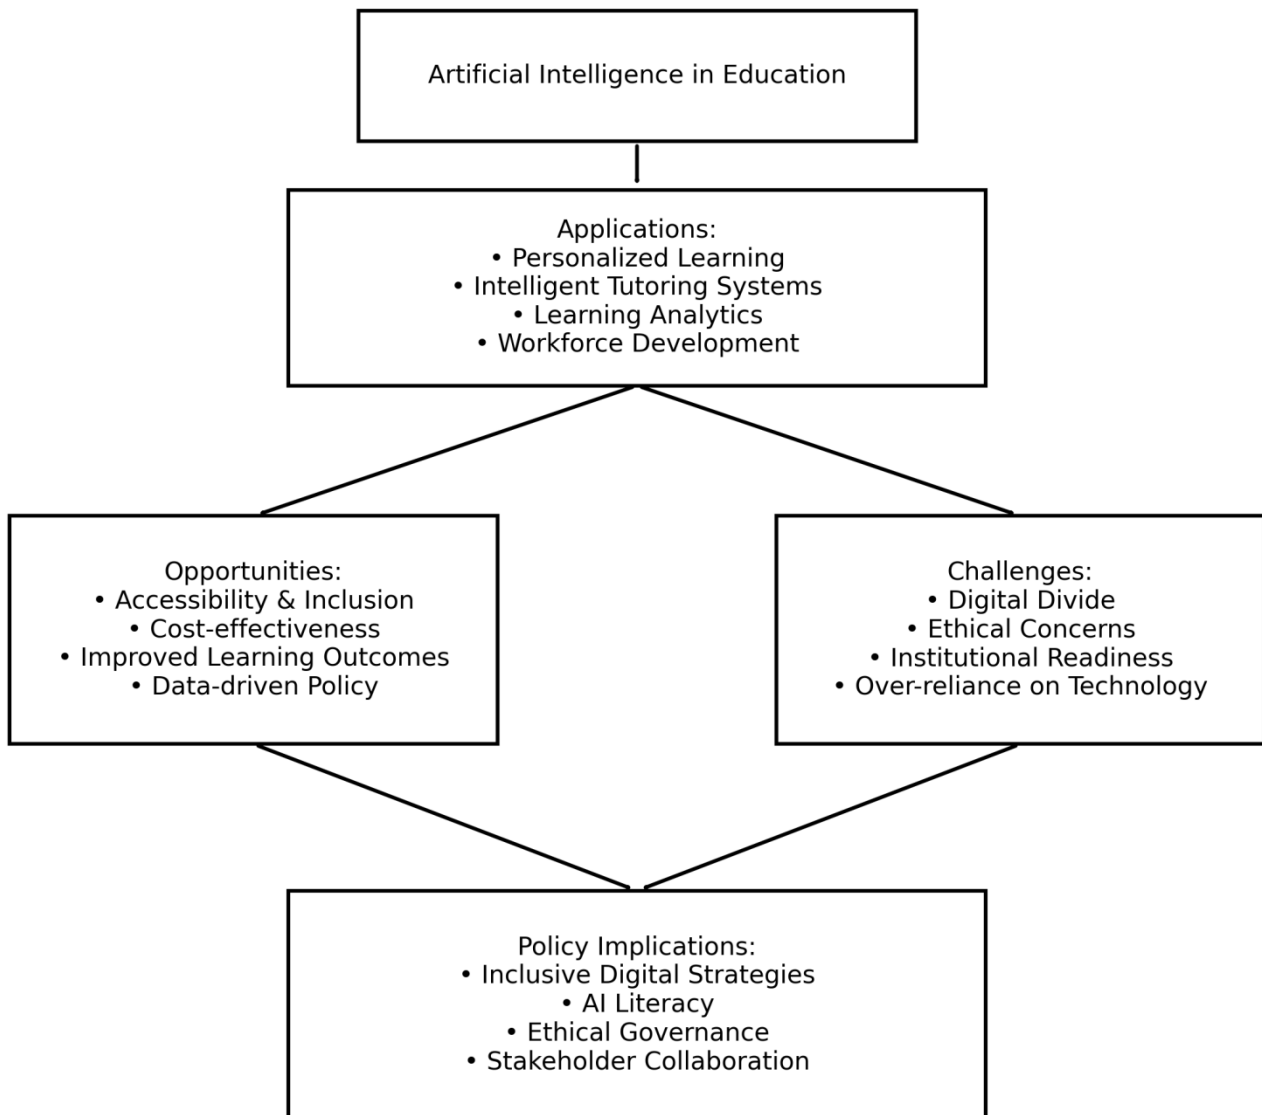 Artificial Intelligence in Education
Applications:
• Personalized Learning
• Intelligent Tutoring Systems
• Learning Analytics
• Workforce Development
Opportunities:
• Accessibility & Inclusion
• Cost-effectiveness
• Improved Learning Outcomes
• Data-driven Policy
Challenges:
• Digital Divide
• Ethical Concerns
• Institutional Readiness
• Over-reliance on Technology
Policy Implications:
• Inclusive Digital Strategies
• AI Literacy
• Ethical Governance
• Stakeholder Collaboration